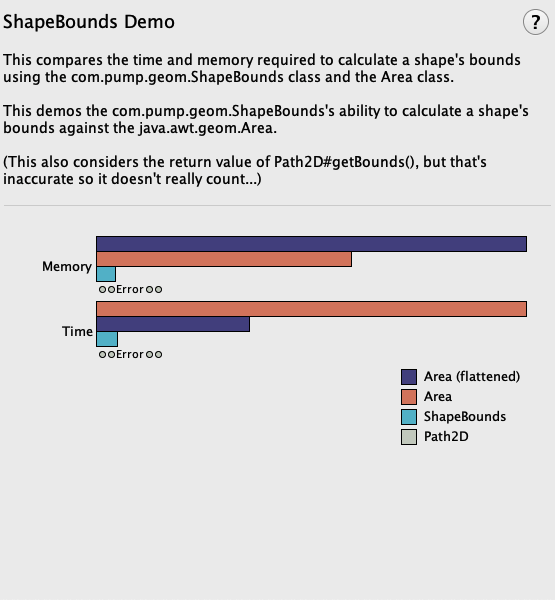 ShapeBounds Demo
?
This compares the time and memory required to calculate a shape's bounds
using the com.pump.geom.ShapeBounds class and the Area class.
This demos the com.pump.geom.ShapeBounds's ability to calculate a shape's
bounds against the java.awt.geom.Area.
(This also considers the return value of Path2D#getBounds(), but that's
inaccurate so it doesn't really count...)
Memory
Error
Time
Error
Area (flattened)
Area
ShapeBounds
Path2D